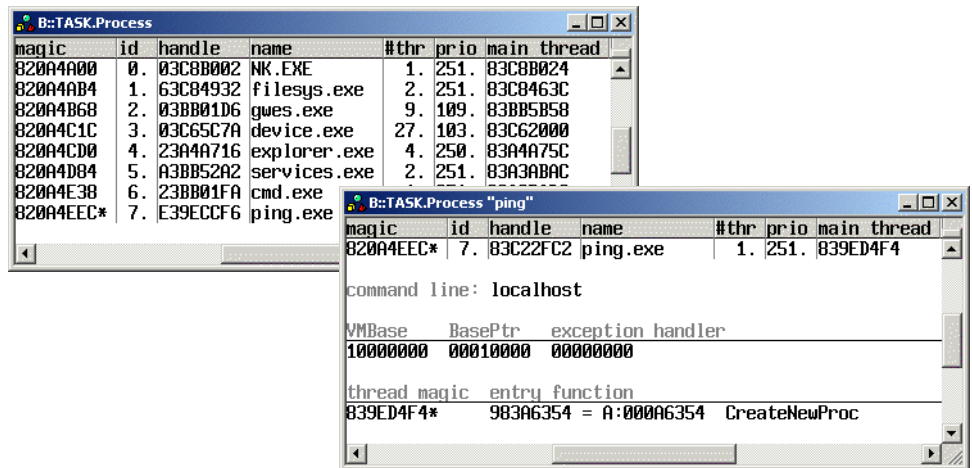 B::TASK.Process
magic id handle name #thr prio main thread
820A4A00 0. 03C8B002 NK.EXE 1. 251. 83C8B024
820A4AB4 1. 63C84932 filesys.exe 2. 251. 83C8463C
820A4B68 2. 03BB01D6 gwes.exe 9. 109. 83BB5B58
820A4C1C 3. 03C65C7A device.exe 27. 103. 83C62000
820A4CD0 4. 23A4A716 explorer.exe 4. 250. 83A4A75C
820A4D84 5. A3BB52A2 services.exe 2. 251. 83A3ABAC
820A4E38 6. 23BB01FA cmd.exe
820A4EEC* 7. E39ECCF6 ping.exe
B::TASK.Process "ping"
magic id handle name #thr prio main thread
820A4EEC* 7. 83C22FC2 ping.exe 1. 251. 839ED4F4
command line: localhost
VMBase BasePtr exception handler
10000000 00010000 00000000
thread magic entry function
839ED4F4* 983A6354 = A:000A6354 CreateNewProc